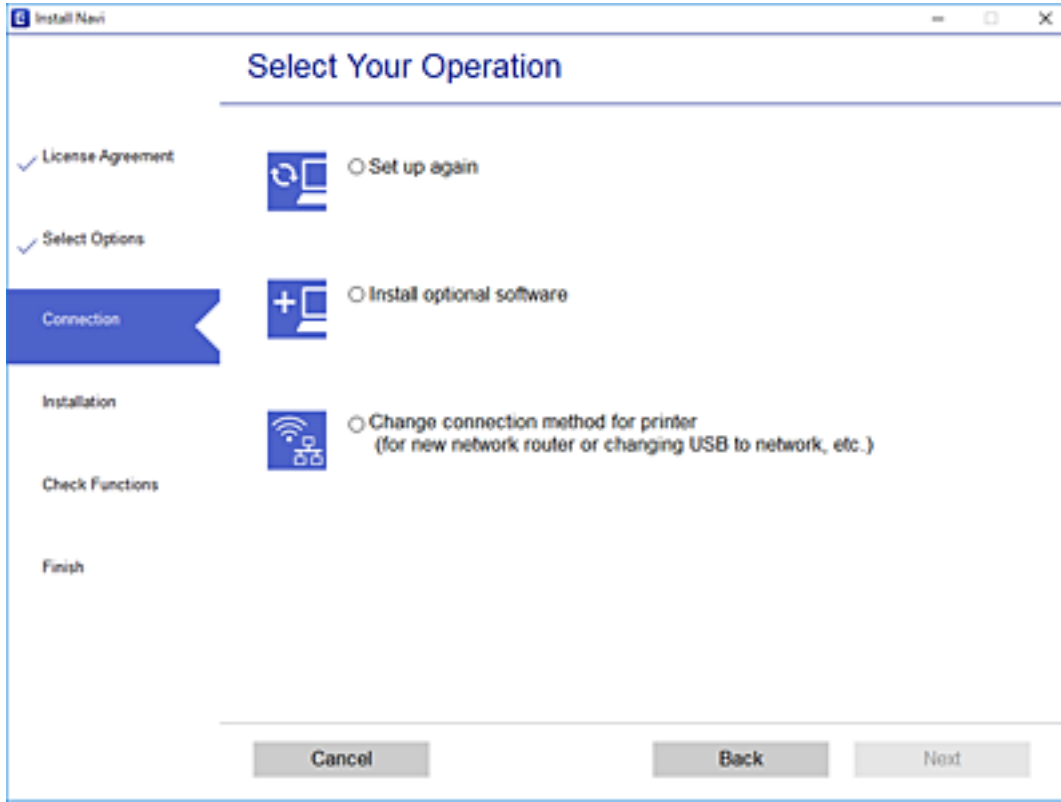 Install Navi
Select Your Operation
License Agreement
Select Options
Connection
Installation
Check Functions
Finish
Set up again
Install optional software
Change connection method for printer
(for new network router or changing USB to network, etc.)
Cancel
Back
Next